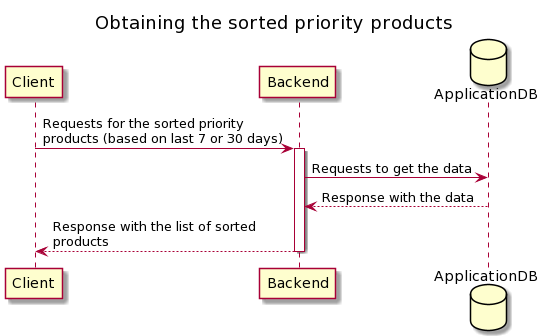 Obtaining the sorted priority products
Client
Backend
ApplicationDB
Requests for the sorted priority
products (based on last 7 or 30 days)
Requests to get the data
Response with the data
Response with the list of sorted
products
Client
Backend
ApplicationDB